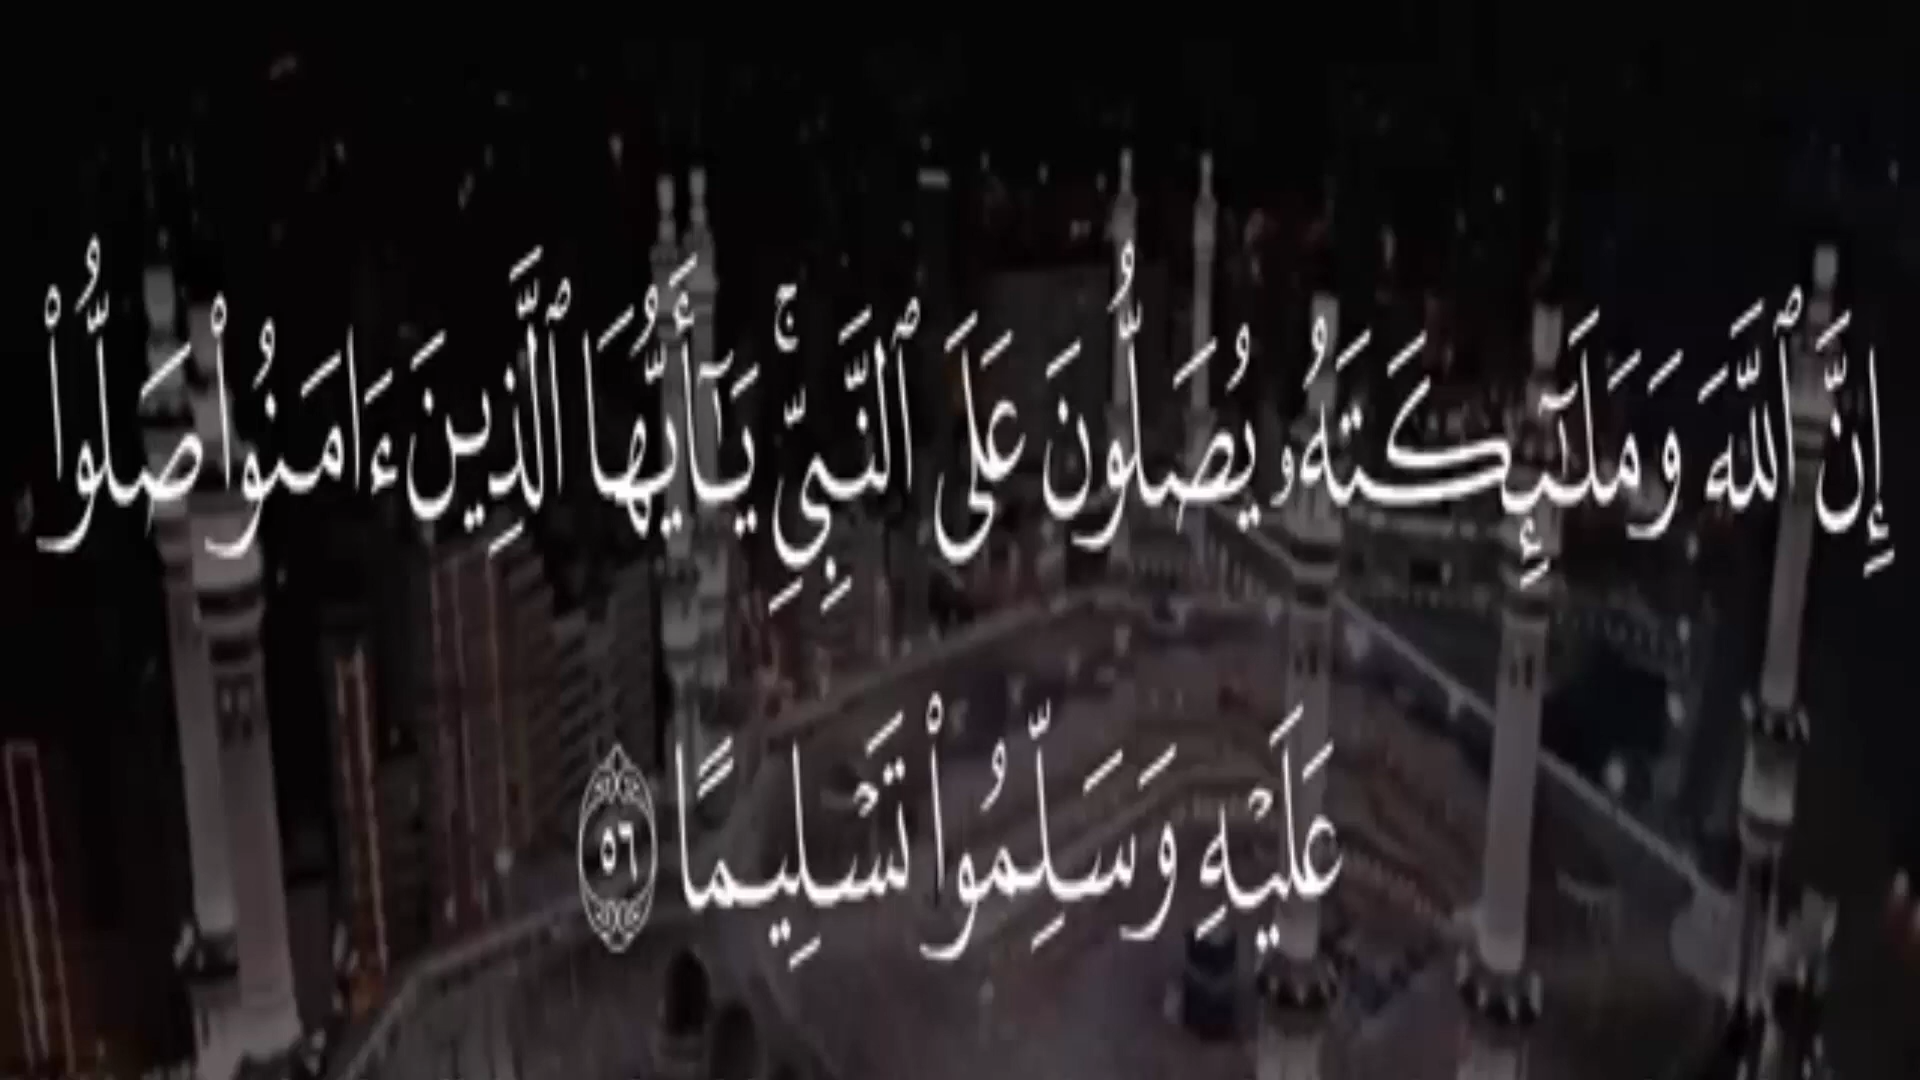 إِنَّ ٱللَّهَ وَمَلَـٰٓئِكَتَهُۥ يُصَلُّونَ عَلَى ٱلنَّبِىِّ ۚ يَـٰٓأَيُّهَا ٱلَّذِينَ ءَامَنُوا۟ صَلُّوا۟
عَلَيْهِ وَسَلِّمُوا۟ تَسْلِيمًا ٥٦